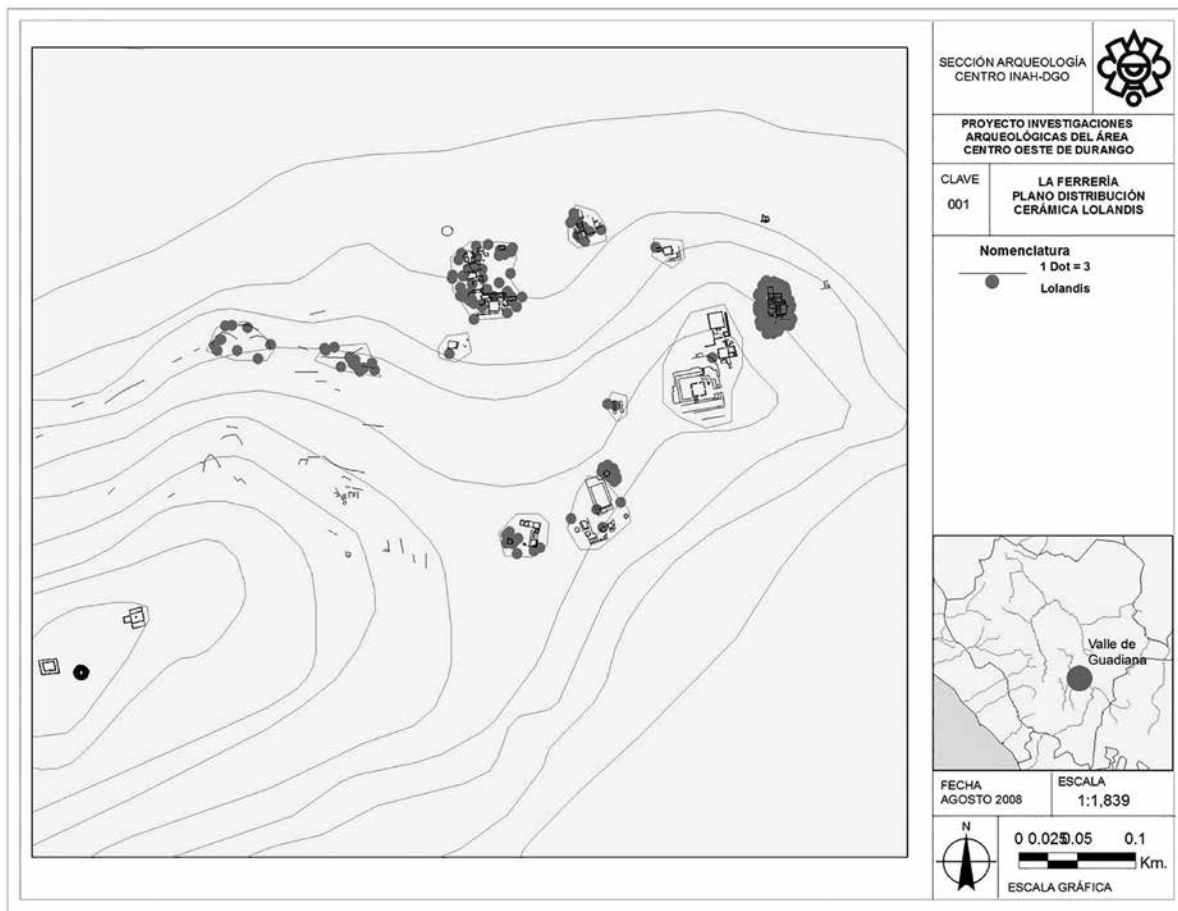 SECCIÓN ARQUEOLOGÍA
CENTRO INAH-DGO
PROYECTO INVESTIGACIONES
ARQUEOLÓGICAS DEL ÁREA
CENTRO OESTE DE DURANGO
CLAVE
001
LA FERRERÍA
PLANO DISTRIBUCIÓN
CERÁMICA LOLANDIS
Nomenclatura
1 Dot = 3
Lolandis
Valle de
Guadiana
FECHA
AGOSTO 2008
ESCALA
1:1,839
N
0 0.025 0.05 0.1
Km.
ESCALA GRÁFICA